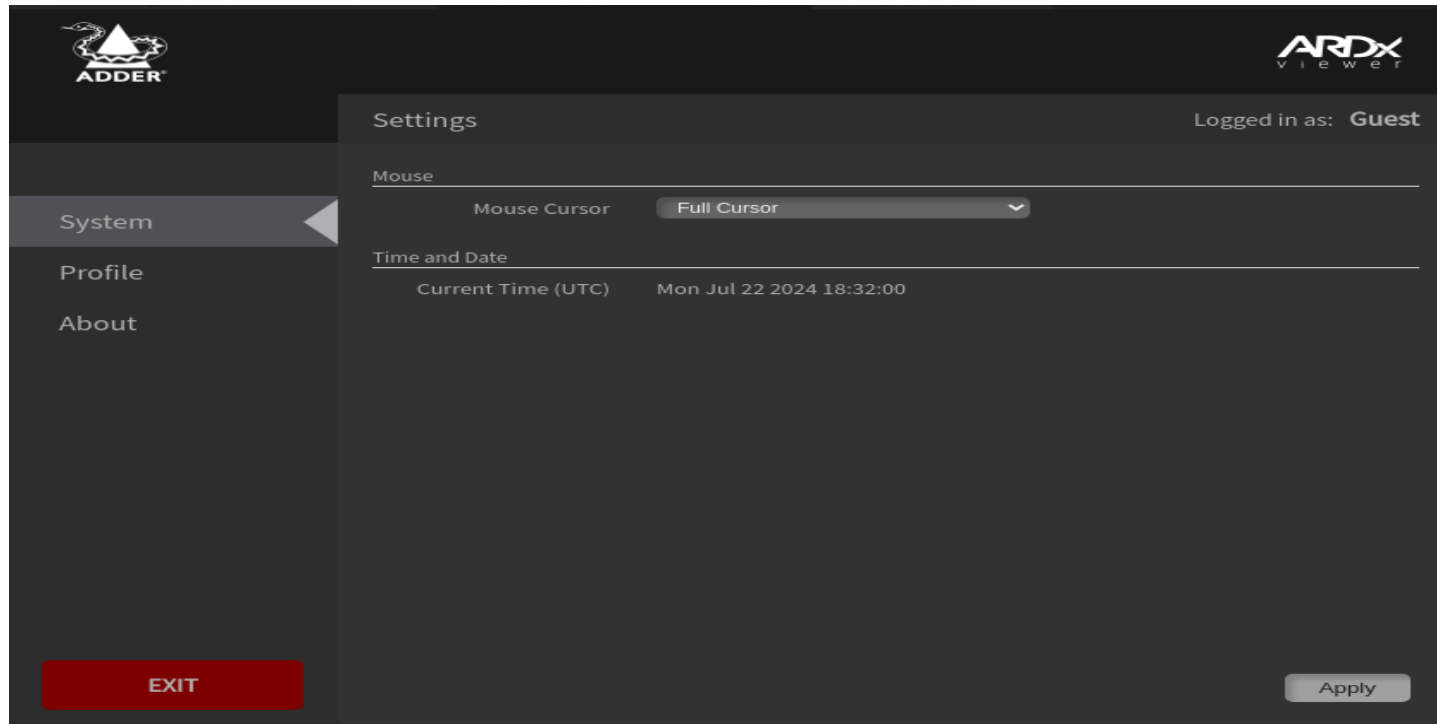 ADDER®
ARDx
viewer
Settings
Logged in as: Guest
Mouse
Mouse Cursor Full Cursor
System
Time and Date
Profile
Current Time (UTC) Mon Jul 22 2024 18:32:00
About
EXIT
Apply